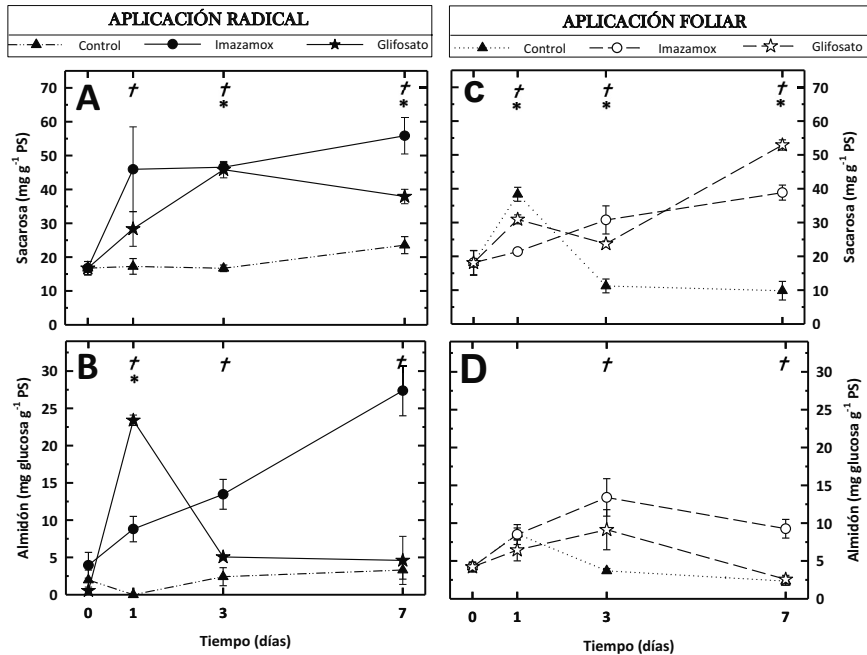 APLICACIÓN RADICAL
Control Imazamox Glifosato
APLICACIÓN FOLIAR
Control Imazamox Glifosato
A
† † †
* *
70
60
50
40
30
20
10
0
Sacarosa (mg g-1 PS)
C
† † †
* * *
70
60
50
40
30
20
10
0
Sacarosa (mg g-1 PS)
B
† † †
*
30
25
20
15
10
5
0
Almidón (mg glucosa g-1 PS)
0 1 3 7
Tiempo (días)
D
† †
30
25
20
15
10
5
0
Almidón (mg glucosa g-1 PS)
0 1 3 7
Tiempo (días)